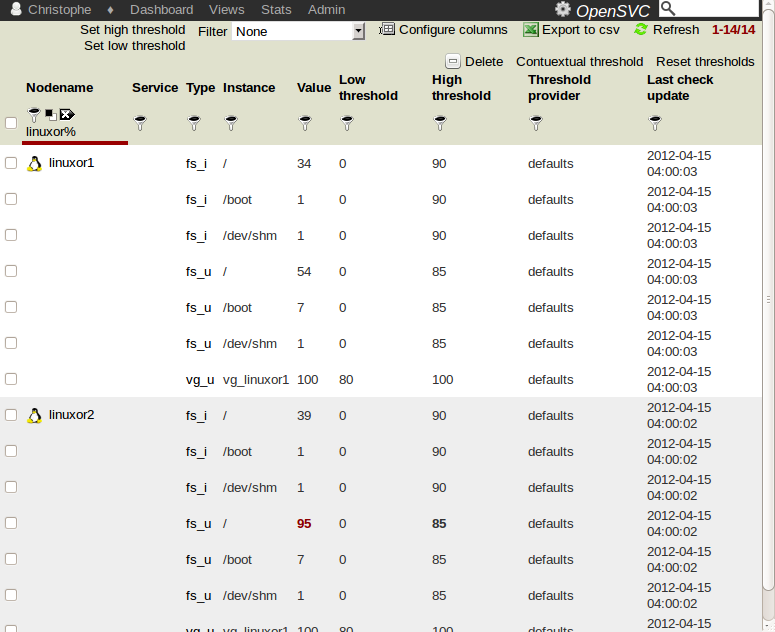 Christophe Dashboard Views Stats Admin OpenSVC
Set high threshold Filter None Configure columns Export to csv Refresh 1-14/14
Set low threshold
Delete Contuextual threshold Reset thresholds
Nodename Service Type Instance Value Low threshold High threshold Threshold provider Last check update
linuxor%
linuxor1 fs_i / 34 0 90 defaults 2012-04-15 04:00:03
fs_i /boot 1 0 90 defaults 2012-04-15 04:00:03
fs_i /dev/shm 1 0 90 defaults 2012-04-15 04:00:03
fs_u / 54 0 85 defaults 2012-04-15 04:00:03
fs_u /boot 7 0 85 defaults 2012-04-15 04:00:03
fs_u /dev/shm 1 0 85 defaults 2012-04-15 04:00:03
vg_u vg_linuxor1 100 80 100 defaults 2012-04-15 04:00:03
linuxor2 fs_i / 39 0 90 defaults 2012-04-15 04:00:02
fs_i /boot 1 0 90 defaults 2012-04-15 04:00:02
fs_i /dev/shm 1 0 90 defaults 2012-04-15 04:00:02
fs_u / 95 0 85 defaults 2012-04-15 04:00:02
fs_u /boot 7 0 85 defaults 2012-04-15 04:00:02
fs_u /dev/shm 1 0 85 defaults 2012-04-15 04:00:02
vg_u vg_linuxor1 100 80 100 defaults 2012-04-15